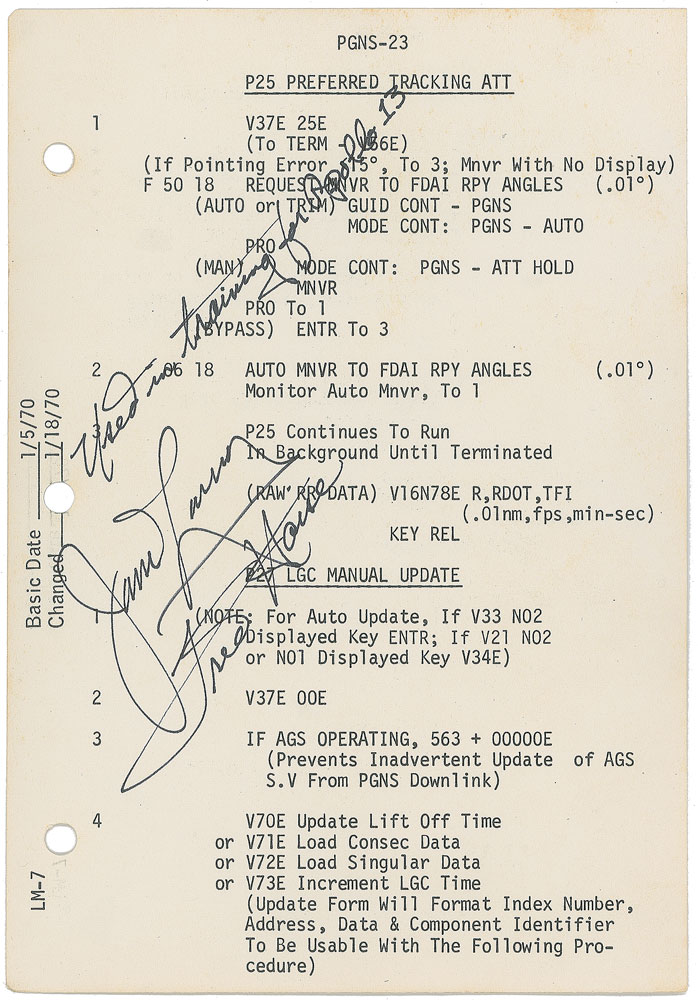 PGNS-23
P25 PREFERRED TRACKING ATT
1 V37E 25E
(To TERM - V56E)
(If Pointing Error 15°, To 3; Mnvr With No Display)
F 50 18 REQUEST MNVR TO FDAI RPY ANGLES (.01°)
(AUTO or TRIM) GUID CONT - PGNS
MODE CONT: PGNS - AUTO
PRO
(MAN) MODE CONT: PGNS - ATT HOLD
MNVR
PRO To 1
(BYPASS) ENTR To 3
2 06 18 AUTO MNVR TO FDAI RPY ANGLES (.01°)
Monitor Auto Mnvr, To 1
3 P25 Continues To Run
In Background Until Terminated
(RAW RR DATA) V16N78E R,RDOT,TFI
(.01nm,fps,min-sec)
KEY REL
P27 LGC MANUAL UPDATE
1 (NOTE: For Auto Update, If V33 N02
Displayed Key ENTR; If V21 N02
or N01 Displayed Key V34E)
2 V37E 00E
3 IF AGS OPERATING, 563 + 00000E
(Prevents Inadvertent Update of AGS
S.V From PGNS Downlink)
4 V70E Update Lift Off Time
or V71E Load Consec Data
or V72E Load Singular Data
or V73E Increment LGC Time
(Update Form Will Format Index Number,
Address, Data & Component Identifier
To Be Usable With The Following Pro-
cedure)
Used in training for Apollo 13
James Lovell
Fred Haise
Basic Date 1/5/70
Changed 1/18/70
LM-7